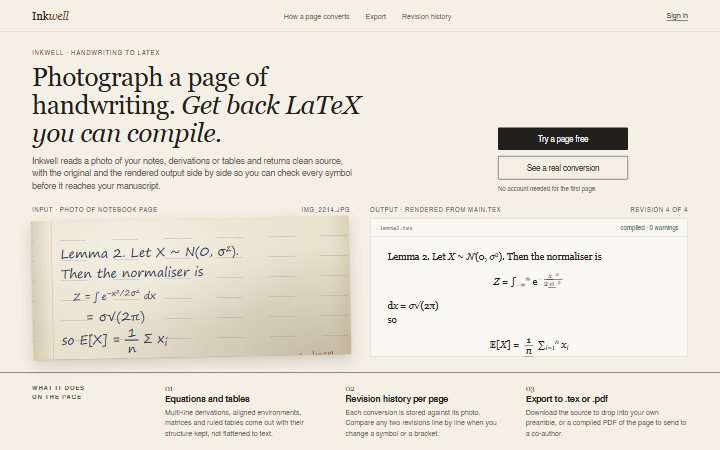 Inkwell
How a page converts
Export
Revision history
Sign in
INKWELL · HANDWRITING TO LATEX
Photograph a page of
handwriting. Get back LaTeX
you can compile.
Inkwell reads a photo of your notes, derivations or tables and returns clean source,
with the original and the rendered output side by side so you can check every symbol
before it reaches your manuscript.
Try a page free
See a real conversion
No account needed for the first page.
INPUT · PHOTO OF NOTEBOOK PAGE
IMG_2214.JPG
Lemma 2. Let X ~ N(0, σ²).
Then the normaliser is
Z = ∫ e^-x²/2σ² dx
= σ√(2π)
so E[X] = 1/n Σ xᵢ
OUTPUT · RENDERED FROM MAIN.TEX
REVISION 4 OF 4
lemma2.tex
compiled · 0 warnings
Lemma 2. Let X ~ N(0, σ²). Then the normaliser is
Z = ∫₋∞^∞ e^- x²/2σ²
dx = σ√(2π)
so
𝔼[X] = 1/n ∑ᵢ₌₁ⁿ xᵢ
WHAT IT DOES
ON THE PAGE
01
Equations and tables
Multi-line derivations, aligned environments,
matrices and ruled tables come out with their
structure kept, not flattened to text.
02
Revision history per page
Each conversion is stored against its photo.
Compare any two revisions line by line when you
change a symbol or a bracket.
03
Export to .tex or .pdf
Download the source to drop into your own
preamble, or a compiled PDF of the page to send to
a co-author.